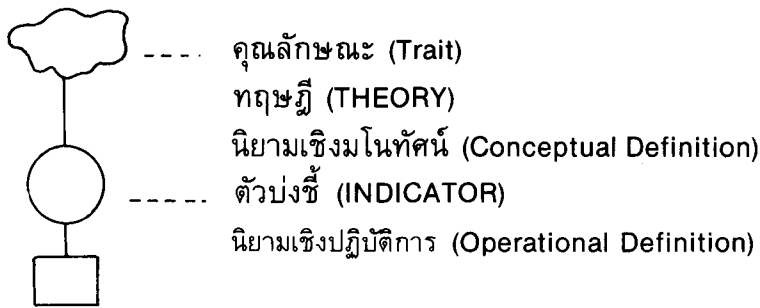 คุณลักษณะ (Trait)
ทฤษฎี (THEORY)
นิยามเชิงมโนทัศน์ (Conceptual Definition)
ตัวบ่งชี้ (INDICATOR)
นิยามเชิงปฏิบัติการ (Operational Definition)